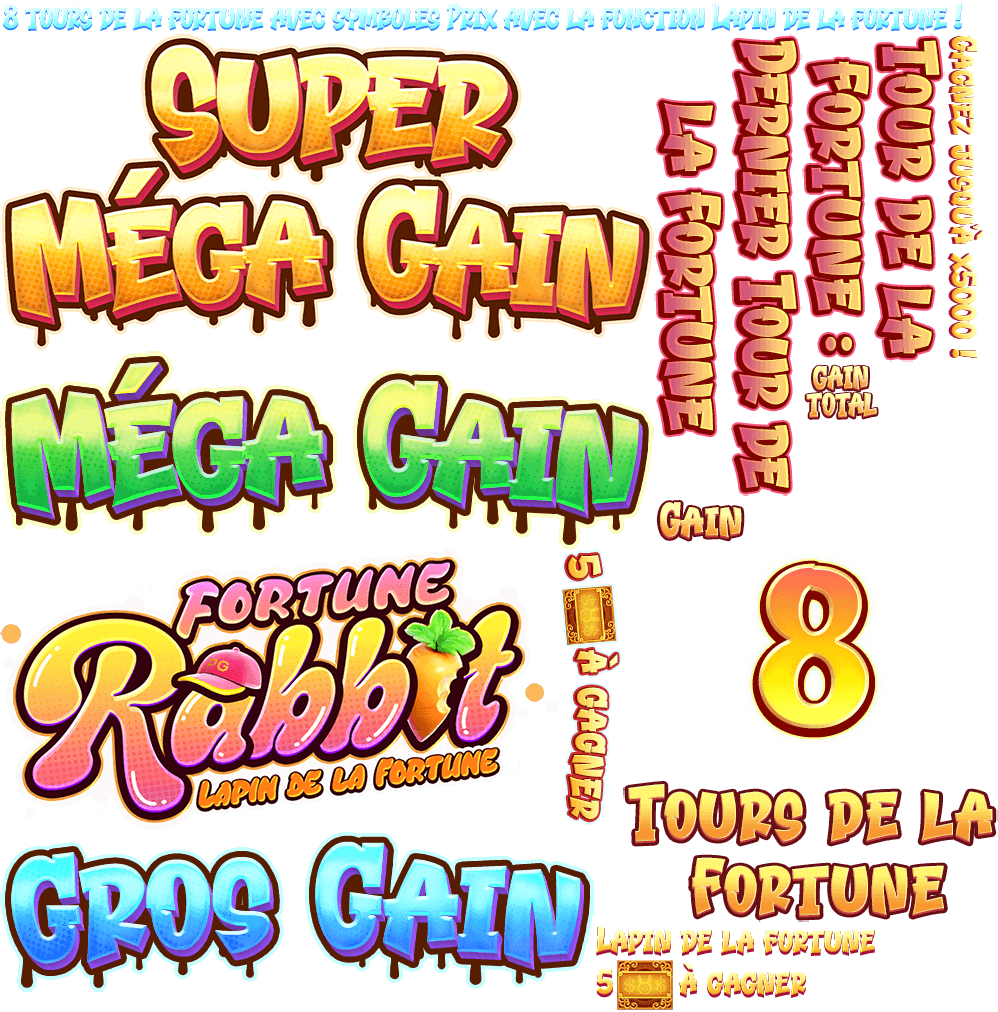 8 Tours de la fortune avec symboles Prix avec la fonction Lapin de la fortune !
Super
Méga Gain
Méga Gain
Fortune
Rabbit
Lapin de la Fortune
Gros Gain
Gagnez jusqu'à x5000 !
Tour de la
Fortune :
Dernier Tour de
la Fortune
Gain
Total
Gain
5 à gagner
8
Tours de la
Fortune
Lapin de la fortune
5 à gagner